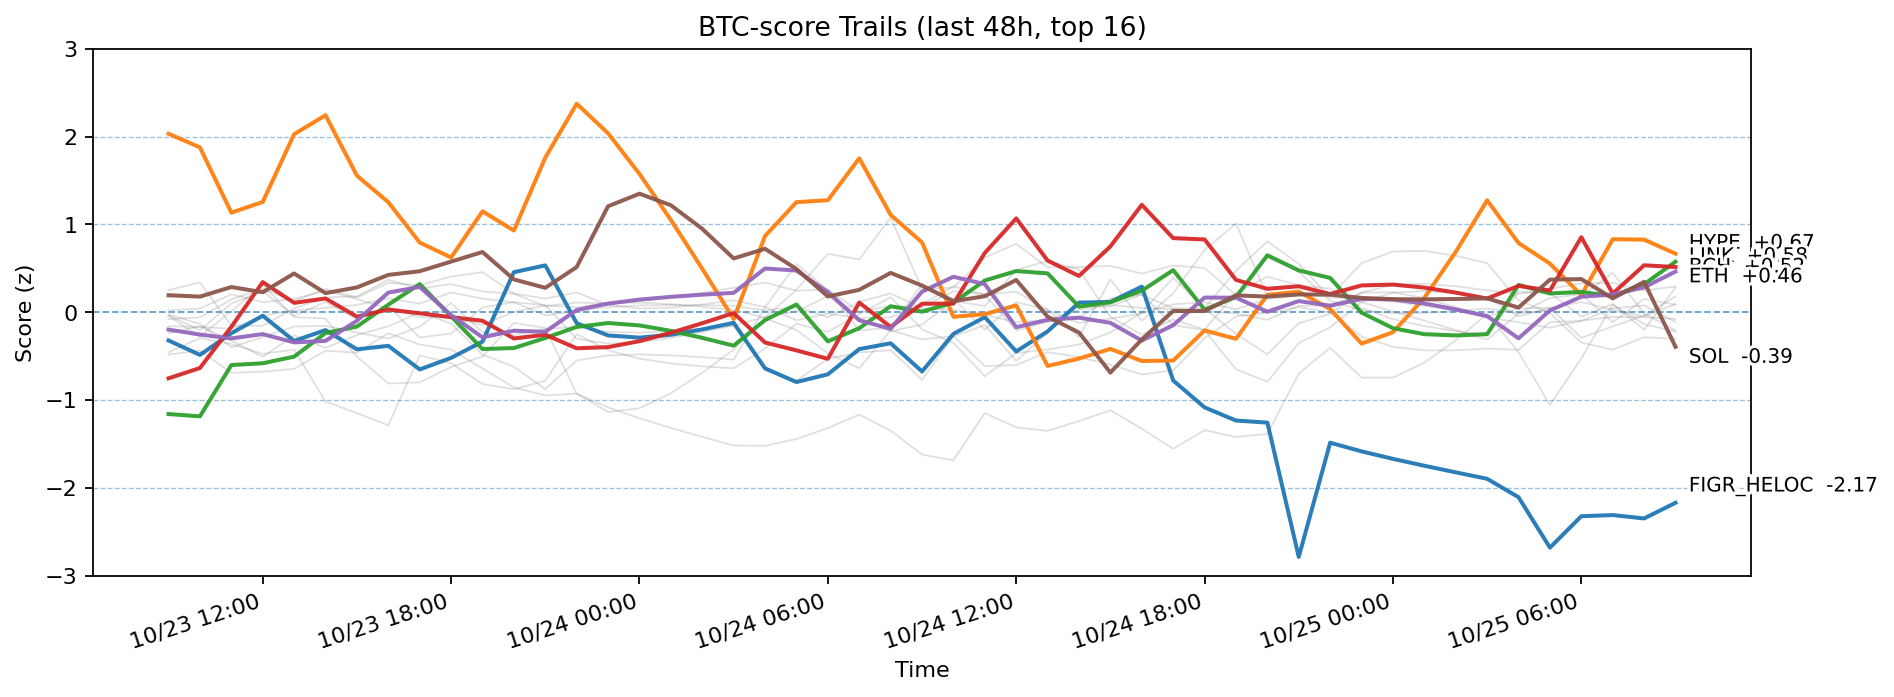 BTC-score Trails (last 48h, top 16)
Score (z)
3
2
1
0
−1
−2
−3
HYPE +0.67
ETH +0.46
SOL -0.39
FIGR_HELOC -2.17
10/23 12:00
10/23 18:00
10/24 00:00
10/24 06:00
10/24 12:00
10/24 18:00
10/25 00:00
10/25 06:00
Time